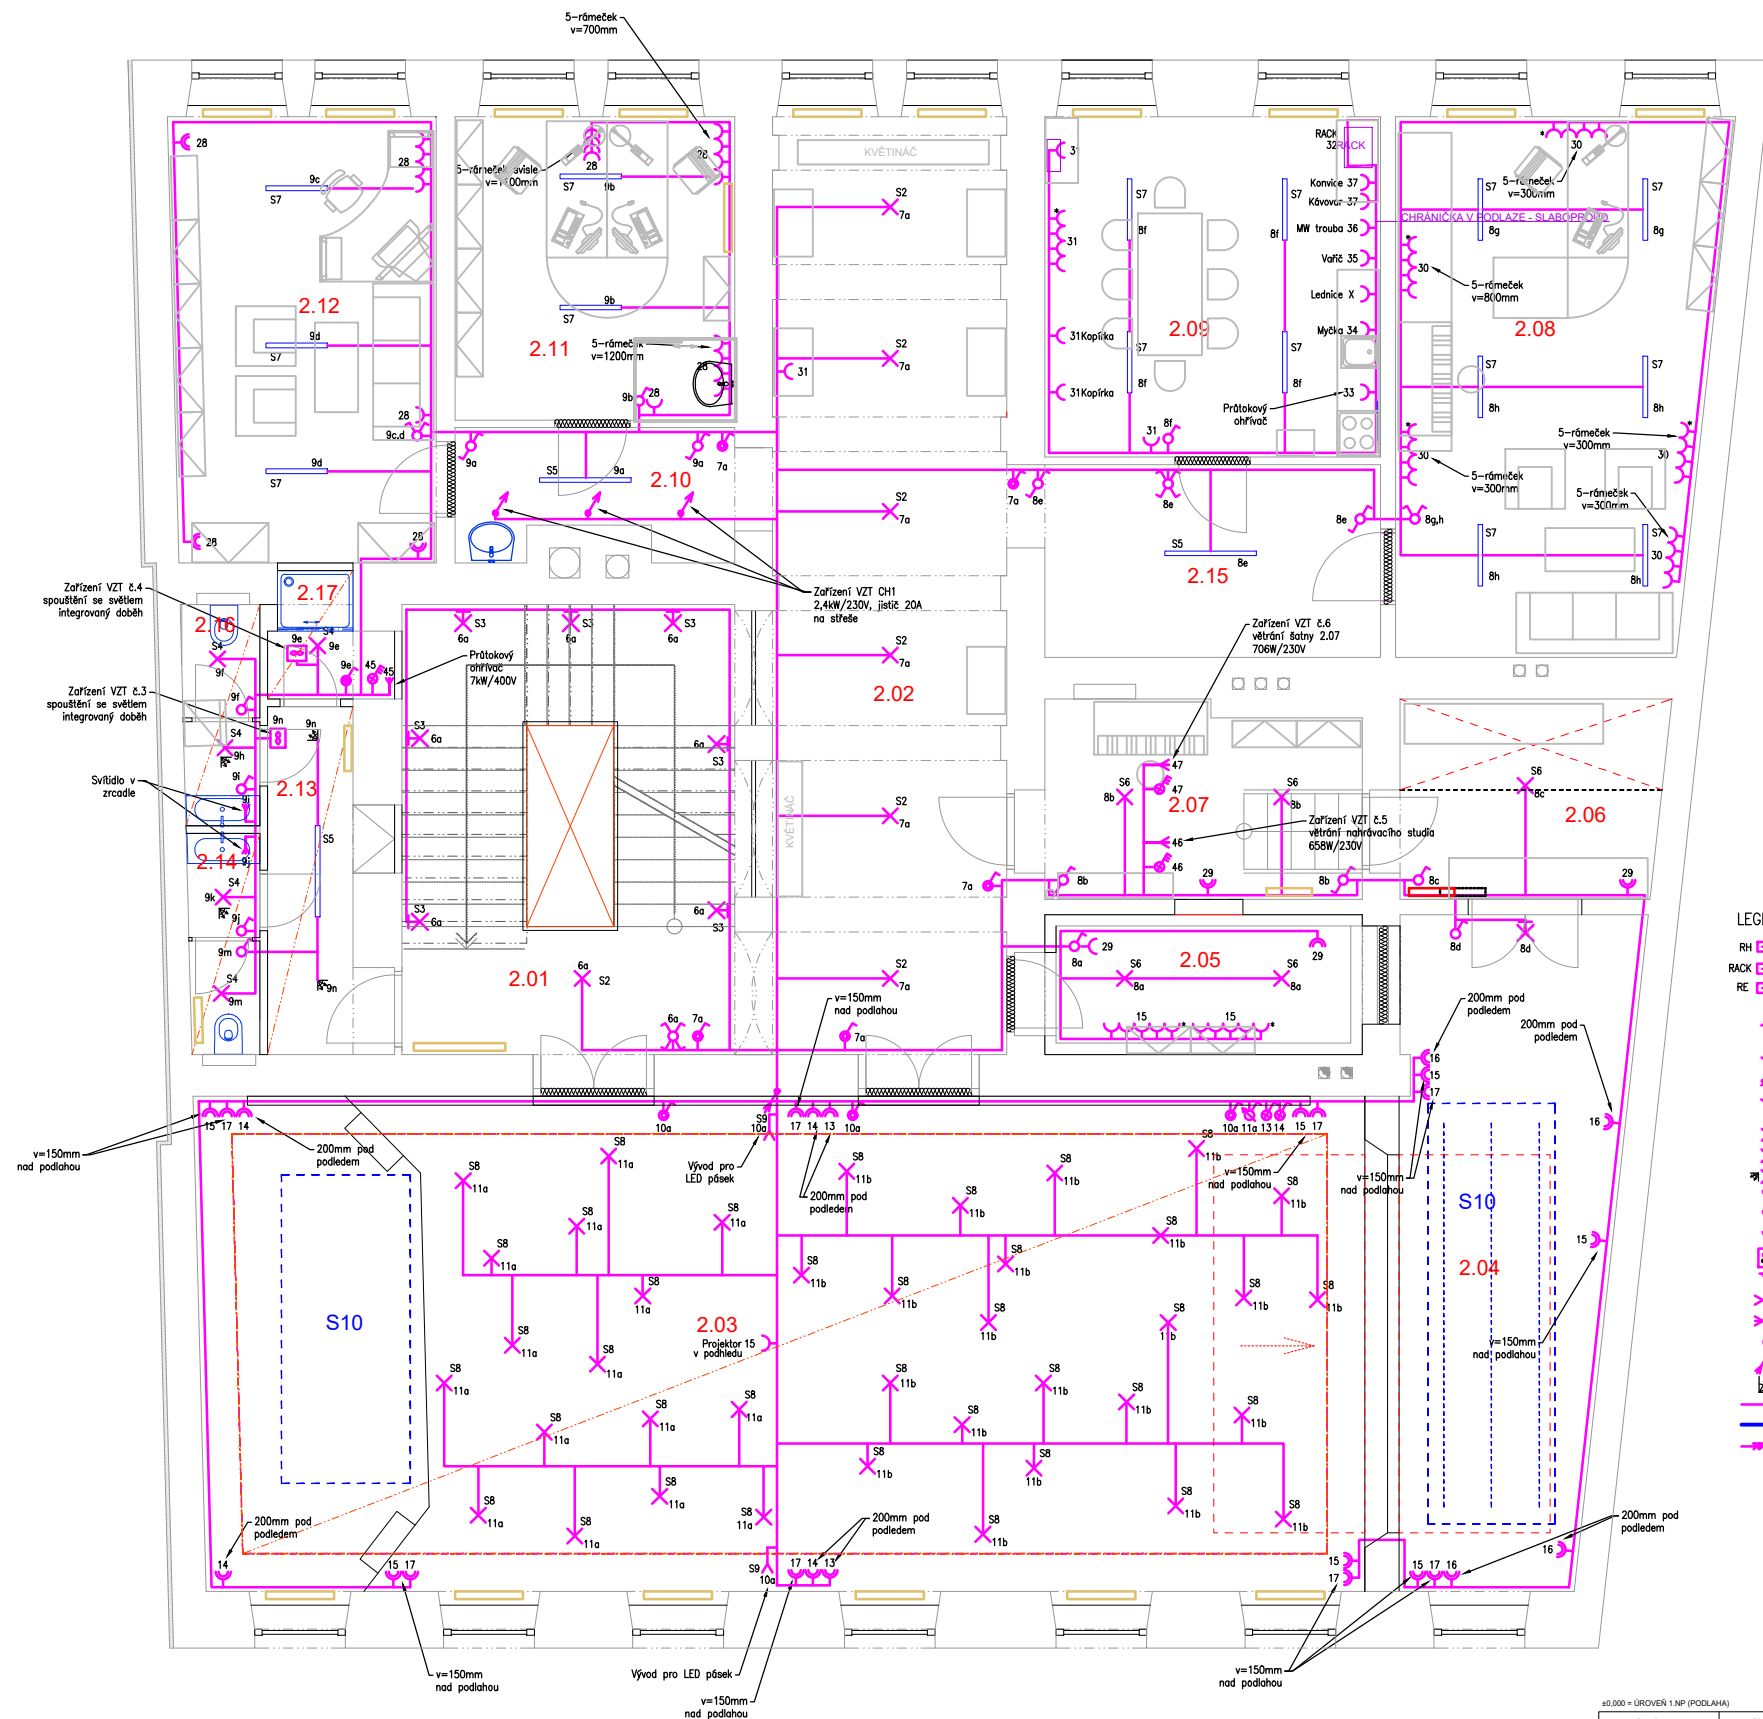 5-rámeček
v=700mm
28
28
9c
S7
5-rámeček
v=1100mm
28
28
S7
9b
KVĚTINÁČ
S2
7a
31
RACK
32
RACK
Konvice 37
Kávovar 37
MW trouba 36
Vařič 35
Lednice X
Myčka 34
CHRÁNIČKA V PODLAZE - SLABOPROUD
S7
8f
S7
8f
31
*
30
5-rámeček
v=300mm
S7
8g
S7
8g
30
5-rámeček
v=800mm
2.12
9d
S7
9b
S7
2.11
5-rámeček
v=1200mm
28
28
9b
S2
7a
31
31 Kopírka
S7
8f
2.09
S7
8f
2.08
31 Kopírka
33
Průtokový
ohřívač
S7
8h
S7
8h
28
9c,d
9d
S7
9a
S5
9a
2.10
9a
7a
31
8f
5-rámeček
v=300mm
30
30
5-rámeček
v=300mm
5-rámeček
v=300mm
S2
7a
7a
8e
8e
8e
8g,h
S7
8h
S7
30
8h
28
28
S5
8e
2.15
Zařízení VZT č.4
spouštění se světlem
integrovaný doběh
2.17
2.16
Zařízení VZT CH1
2,4kW/230V, jistič 20A
na střeše
S3
6a
S3
6a
S3
6a
S4
9e
9e
S4
9f
9e
45
45
Průtokový
ohřívač
7kW/400V
S2
7a
Zařízení VZT č.6
větrání šatny 2.07
706W/230V
2.02
Zařízení VZT č.3
spouštění se světlem
integrovaný doběh
9f
9n
9n
S4
9h
S3
6a
6a
S3
Svítidlo v
zrcadle
9i
9j
2.13
KVĚTINÁČ
S2
7a
47
47
S6
8b
2.07
S6
8b
S6
8c
2.06
Zařízení VZT č.5
větrání nahrávacího studia
658W/230V
46
46
S5
2.14
9j
S4
9k
9j
9m
S4
9m
9n
S3
6a
6a
S3
7a
8b
29
8b
8c
29
2.01
6a
S2
S2
7a
8a
29
2.05
29
S6
8a
S6
8a
8d
8d
LEG
RH
RACK
RE
6a
7a
7a
v=150mm
nad podlahou
15
*
15
*
200mm pod
podledem
200mm pod
podledem
16
15
17
15
17
14
v=150mm
nad podlahou
200mm pod
podledem
10a
S9
10a
17
14
13
10a
10a
11a
13
14
15
17
16
Vývod pro
LED pásek
200mm pod
podledem
v=150mm
nad podlahou
v=150mm
nad podlahou
S8
11a
S8
11a
S8
11a
S8
11a
S8
11a
S8
11b
S8
11b
S8
11b
S8
11b
S8
11b
S8
11b
S10
2.04
15
S10
2.03
Projektor 15
v podhledu
S8
11a
S8
11a
S8
11a
S8
11b
S8
11b
S8
11b
S8
11b
S8
11b
S8
11b
S8
11b
v=150mm
nad podlahou
S8
11a
S8
11a
S8
11a
S8
11a
S8
11b
S8
11b
S8
11b
S8
11b
S8
11b
S8
11a
S8
11a
S8
11a
S8
11a
S8
11b
S8
11b
S8
11b
S8
11b
S8
11b
200mm pod
podledem
14
15
17
S9
10a
17
14
13
200mm pod
podledem
15
17
15
17
16
16
200mm pod
podledem
v=150mm
nad podlahou
Vývod pro LED pásek
v=150mm
nad podlahou
v=150mm
nad podlahou
±0,000 = ÚROVEŇ 1.NP (PODLAHA)